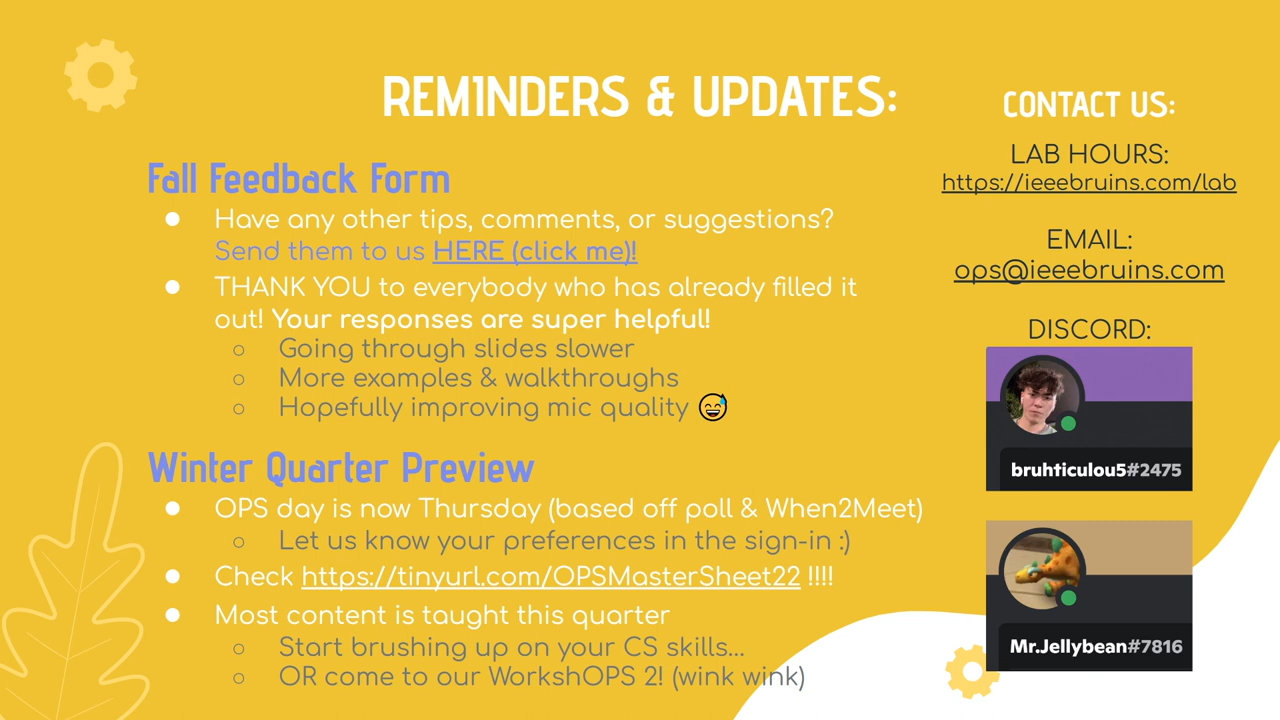 REMINDERS & UPDATES:
Fall Feedback Form
● Have any other tips, comments, or suggestions?
Send them to us HERE (click me)!
● THANK YOU to everybody who has already filled it
out! Your responses are super helpful!
○ Going through slides slower
○ More examples & walkthroughs
○ Hopefully improving mic quality 😅
Winter Quarter Preview
● OPS day is now Thursday (based off poll & When2Meet)
○ Let us know your preferences in the sign-in :)
● Check https://tinyurl.com/OPSMasterSheet22 !!!!
● Most content is taught this quarter
○ Start brushing up on your CS skills...
○ OR come to our WorkshOPS 2! (wink wink)
CONTACT US:
LAB HOURS:
https://ieeebruins.com/lab
EMAIL:
ops@ieeebruins.com
DISCORD:
bruhticulou5#2475
Mr.Jellybean#7816